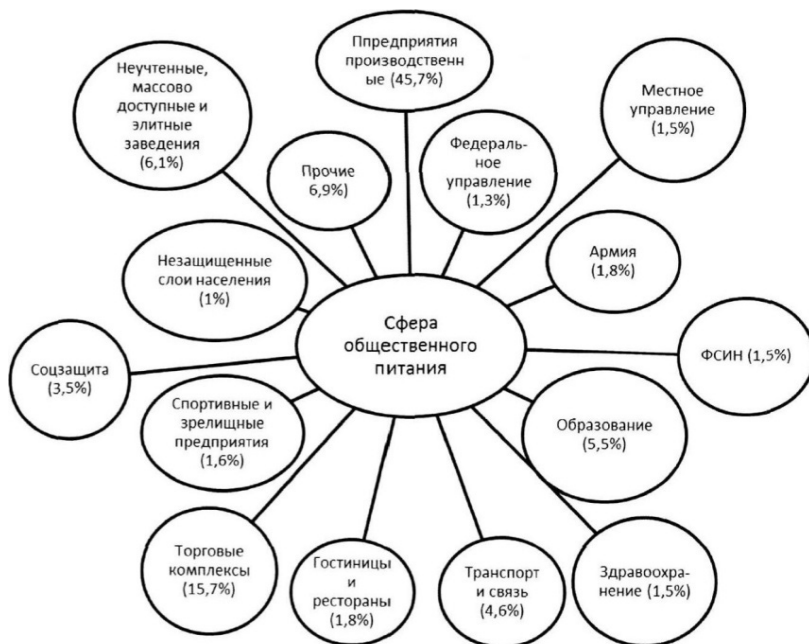 Ппредприятия
производственн
ые (45,7%)
Неучтенные,
массово
доступные и
элитные
заведения
(6,1%)
Местное
управление
(1,5%)
Прочие
6,9%)
Федераль-
ное
управление
(1,3%)
Незащищенные
слои населения
(1%)
Армия
(1,8%)
Сфера
общественного
питания
Соцзащита
(3,5%)
ФСИН (1,5%)
Спортивные и
зрелищные
предприятия
(1,6%)
Образование
(5,5%)
Торговые
комплексы
(15,7%)
Гостиницы
и
рестораны
(1,8%)
Транспорт
и связь
(4,6%)
Здравоохра-
нение (1,5%)